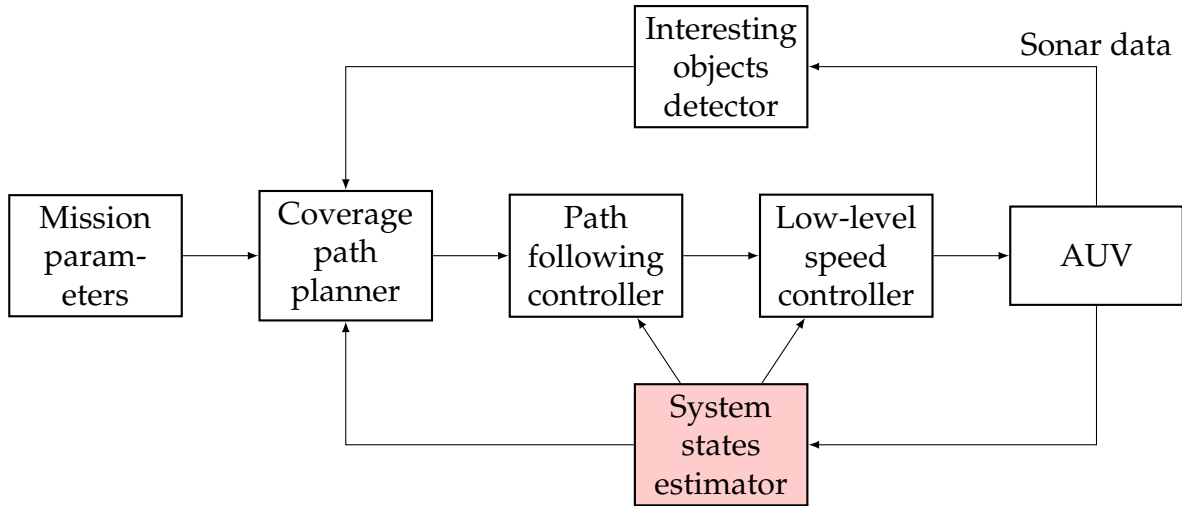 Interesting
objects
detector
Sonar data
Mission
param-
eters
Coverage
path
planner
Path
following
controller
Low-level
speed
controller
AUV
System
states
estimator